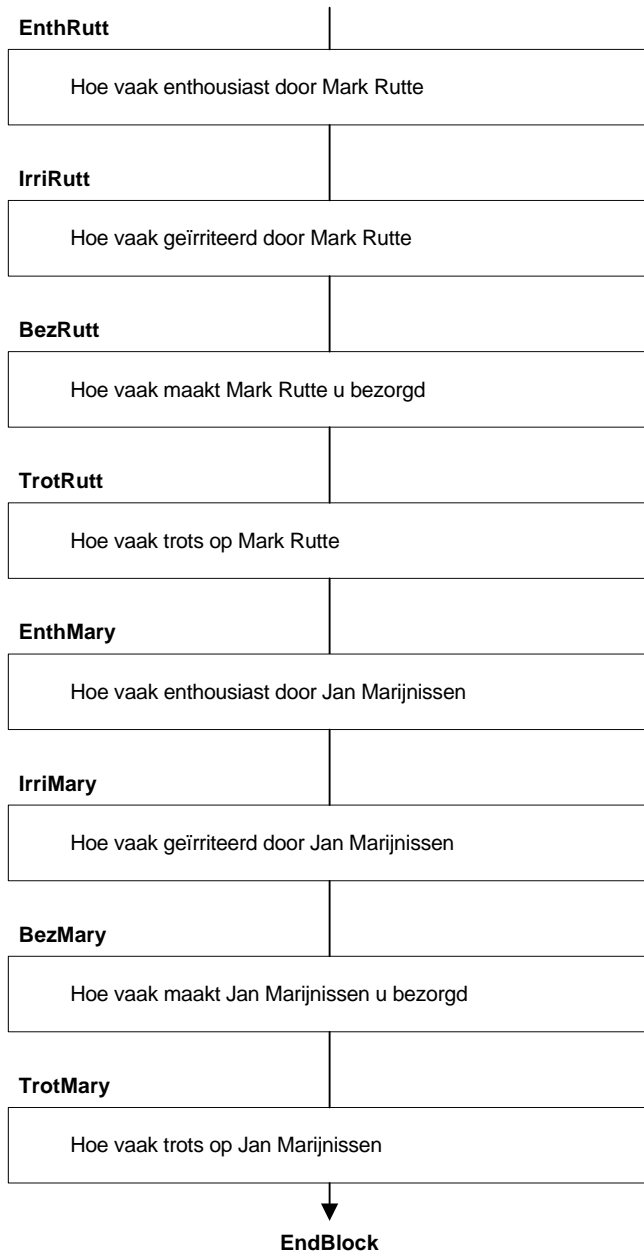 EnthRutt
Hoe vaak enthousiast door Mark Rutte
IrriRutt
Hoe vaak geïrriteerd door Mark Rutte
BezRutt
Hoe vaak maakt Mark Rutte u bezorgd
TrotRutt
Hoe vaak trots op Mark Rutte
EnthMary
Hoe vaak enthousiast door Jan Marijnissen
IrriMary
Hoe vaak geïrriteerd door Jan Marijnissen
BezMary
Hoe vaak maakt Jan Marijnissen u bezorgd
TrotMary
Hoe vaak trots op Jan Marijnissen
EndBlock